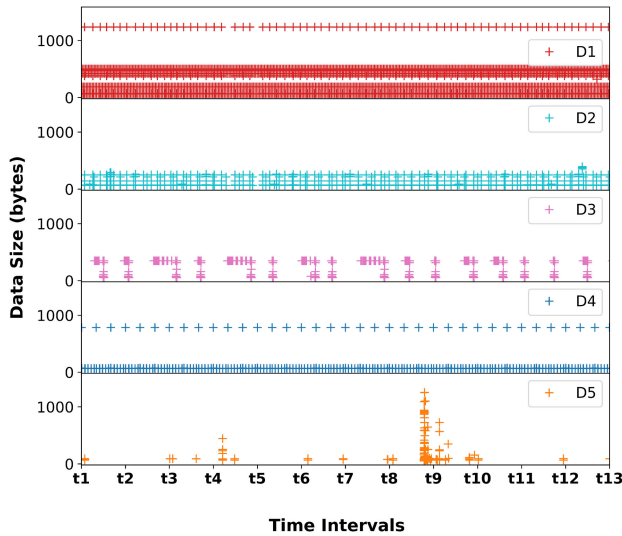 1000
0
D1
1000
0
D2
1000
0
D3
1000
0
D4
1000
0
D5
Data Size (bytes)
t1 t2 t3 t4 t5 t6 t7 t8 t9 t10 t11 t12 t13
Time Intervals